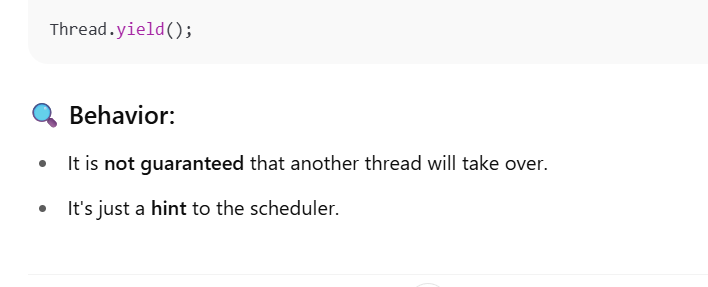 Thread.yield();
🔍 Behavior:
• It is not guaranteed that another thread will take over.
• It's just a hint to the scheduler.